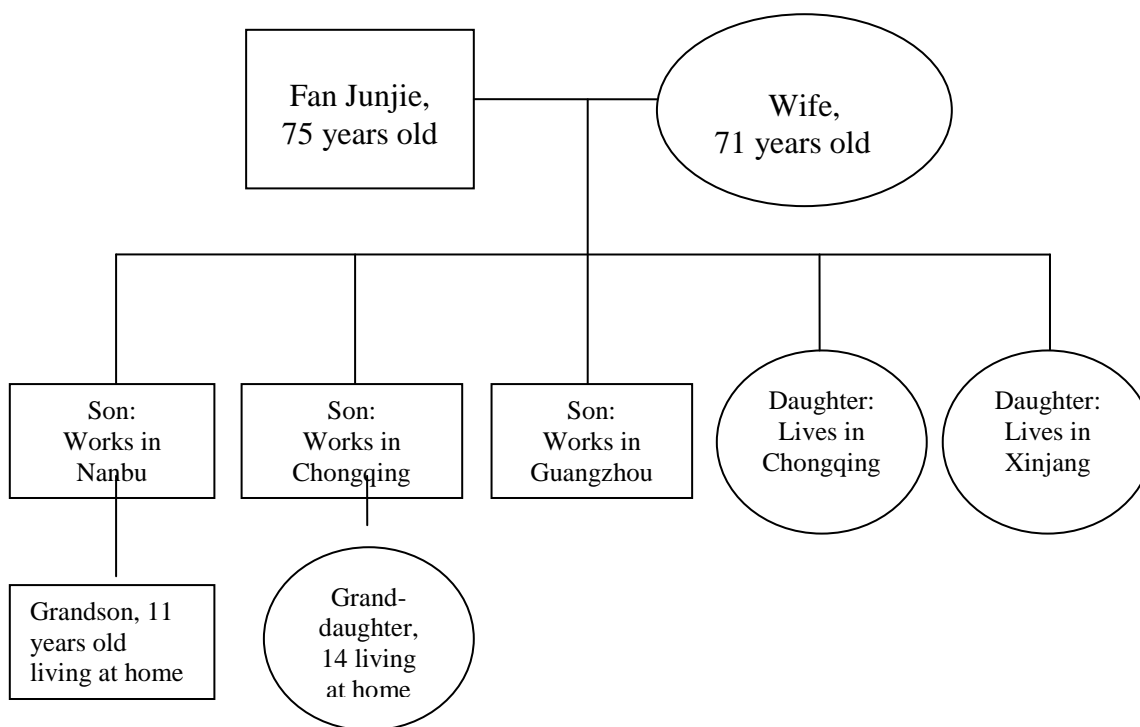 Fan Junjie,
75 years old
Wife,
71 years old
Son:
Works in
Nanbu
Son:
Works in
Chongqing
Son:
Works in
Guangzhou
Daughter:
Lives in
Chongqing
Daughter:
Lives in
Xinjang
Grandson, 11
years old
living at home
Grand-
daughter,
14 living
at home